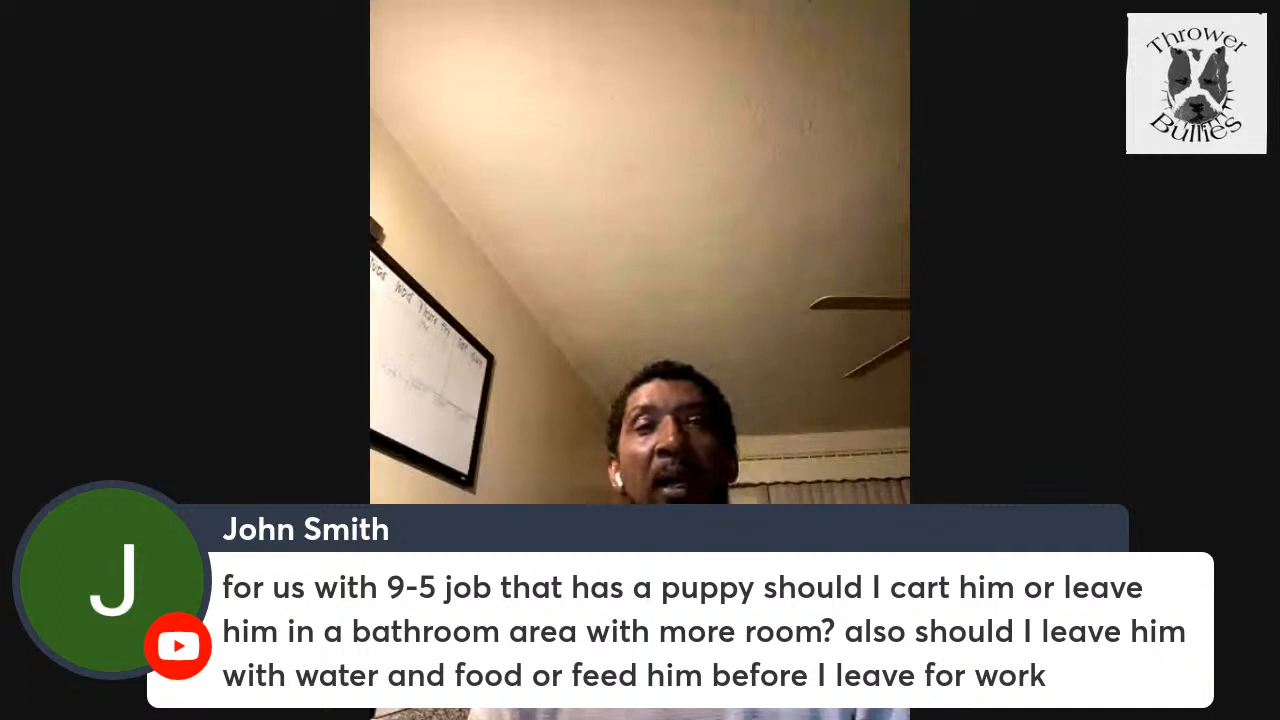 Thrower
Bullies
John Smith
J
for us with 9-5 job that has a puppy should I cart him or leave
him in a bathroom area with more room? also should I leave him
with water and food or feed him before I leave for work